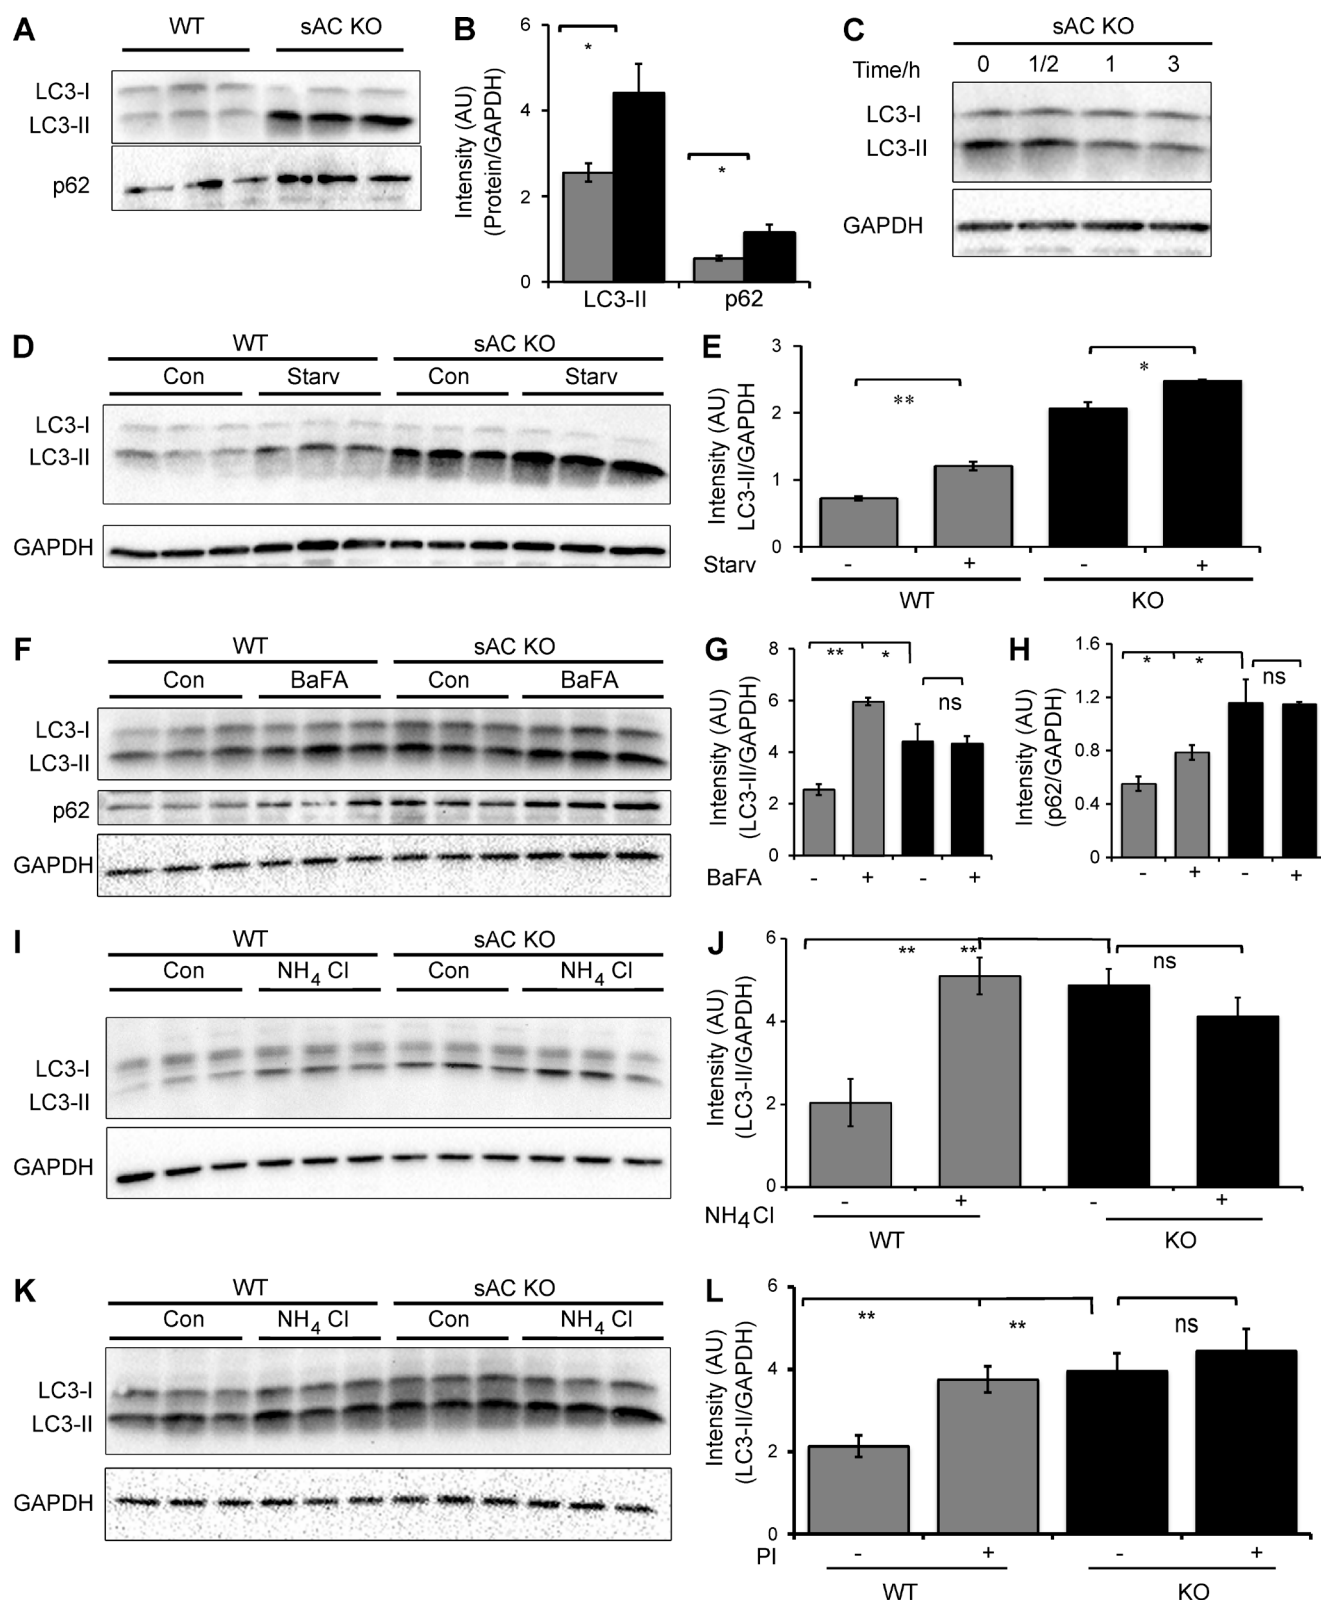 A
WT
sAC KO
LC3-I
LC3-II
p62
B
Intensity (AU)
(Protein/GAPDH)
6
4
2
0
*
*
LC3-II
p62
C
sAC KO
Time/h
0
1/2
1
3
LC3-I
LC3-II
GAPDH
D
WT
sAC KO
Con
Starv
Con
Starv
LC3-I
LC3-II
GAPDH
E
Intensity (AU)
LC3-II/GAPDH
3
2
1
0
**
*
Starv
-
+
-
+
WT
KO
F
WT
sAC KO
Con
BaFA
Con
BaFA
LC3-I
LC3-II
p62
GAPDH
G
Intensity (AU)
(LC3-II/GAPDH)
8
6
4
2
0
**
*
ns
BaFA
-
+
-
+
H
Intensity (AU)
(p62/GAPDH)
1.6
1.2
0.8
0.4
0
*
*
ns
-
+
-
+
I
WT
sAC KO
Con
NH4 Cl
Con
NH4 Cl
LC3-I
LC3-II
GAPDH
J
Intensity (AU)
(LC3-II/GAPDH)
6
4
2
0
**
**
ns
NH4Cl
-
+
-
+
WT
KO
K
WT
sAC KO
Con
NH4 Cl
Con
NH4 Cl
LC3-I
LC3-II
GAPDH
L
Intensity (AU)
(LC3-II/GAPDH)
6
4
2
0
**
**
ns
PI
-
+
-
+
WT
KO